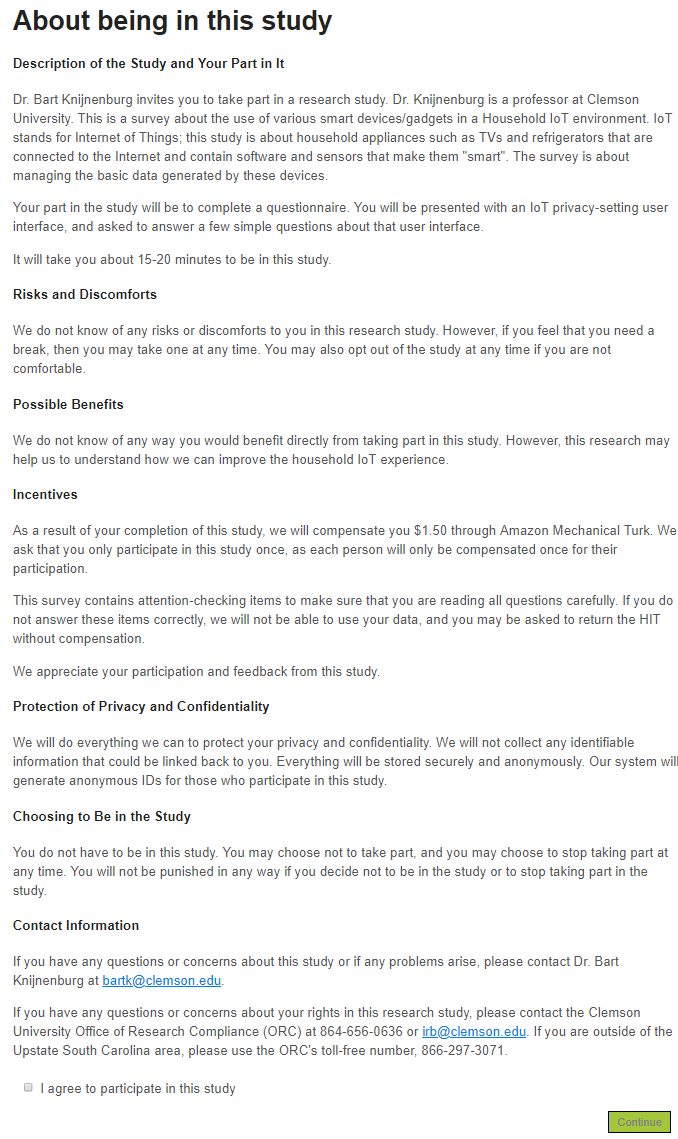 About being in this study
Description of the Study and Your Part in It
Dr. Bart Knijnenburg invites you to take part in a research study. Dr. Knijnenburg is a professor at Clemson
University. This is a survey about the use of various smart devices/gadgets in a Household IoT environment. IoT
stands for Internet of Things; this study is about household appliances such as TVs and refrigerators that are
connected to the Internet and contain software and sensors that make them "smart". The survey is about
managing the basic data generated by these devices.
Your part in the study will be to complete a questionnaire. You will be presented with an IoT privacy-setting user
interface, and asked to answer a few simple questions about that user interface.
It will take you about 15-20 minutes to be in this study.
Risks and Discomforts
We do not know of any risks or discomforts to you in this research study. However, if you feel that you need a
break, then you may take one at any time. You may also opt out of the study at any time if you are not
comfortable.
Possible Benefits
We do not know of any way you would benefit directly from taking part in this study. However, this research may
help us to understand how we can improve the household IoT experience.
Incentives
As a result of your completion of this study, we will compensate you $1.50 through Amazon Mechanical Turk. We
ask that you only participate in this study once, as each person will only be compensated once for their
participation.
This survey contains attention-checking items to make sure that you are reading all questions carefully. If you do
not answer these items correctly, we will not be able to use your data, and you may be asked to return the HIT
without compensation.
We appreciate your participation and feedback from this study.
Protection of Privacy and Confidentiality
We will do everything we can to protect your privacy and confidentiality. We will not collect any identifiable
information that could be linked back to you. Everything will be stored securely and anonymously. Our system will
generate anonymous IDs for those who participate in this study.
Choosing to Be in the Study
You do not have to be in this study. You may choose not to take part, and you may choose to stop taking part at
any time. You will not be punished in any way if you decide not to be in the study or to stop taking part in the
study.
Contact Information
If you have any questions or concerns about this study or if any problems arise, please contact Dr. Bart
Knijnenburg at bartk@clemson.edu.
If you have any questions or concerns about your rights in this research study, please contact the Clemson
University Office of Research Compliance (ORC) at 864-656-0636 or irb@clemson.edu. If you are outside of the
Upstate South Carolina area, please use the ORC's toll-free number, 866-297-3071.
I agree to participate in this study
Continue